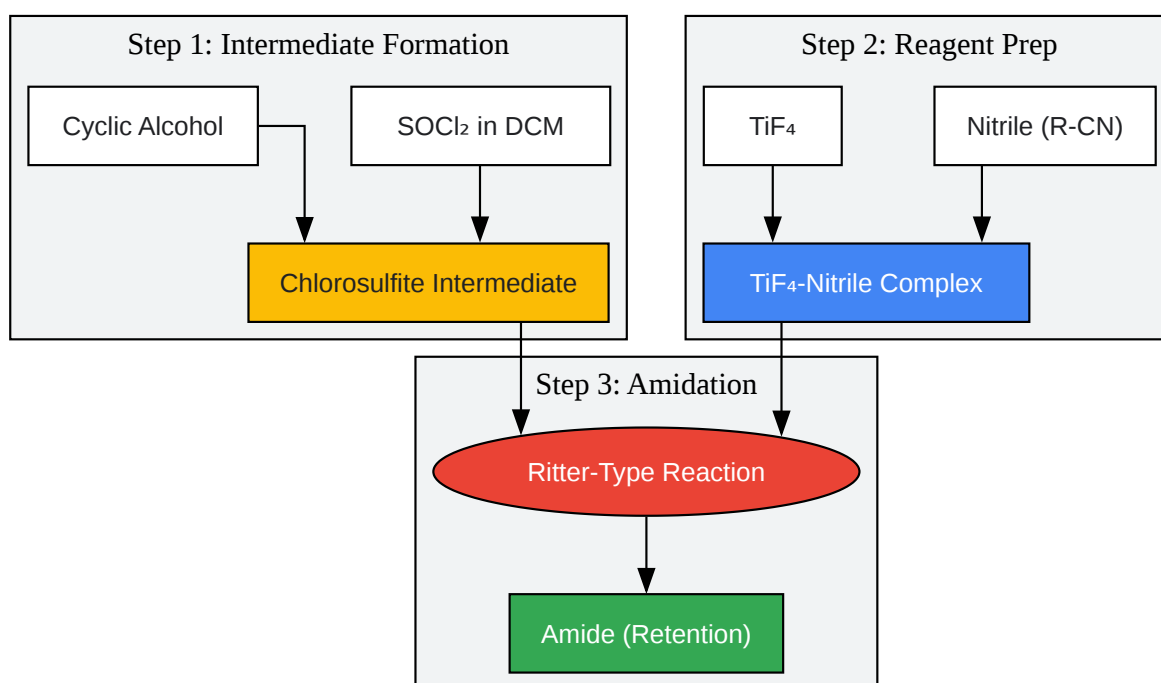 Step 1: Intermediate Formation
Cyclic Alcohol
SOCl₂ in DCM
Chlorosulfite Intermediate
Step 2: Reagent Prep
TiF₄
Nitrile (R-CN)
TiF₄-Nitrile Complex
Step 3: Amidation
Ritter-Type Reaction
Amide (Retention)